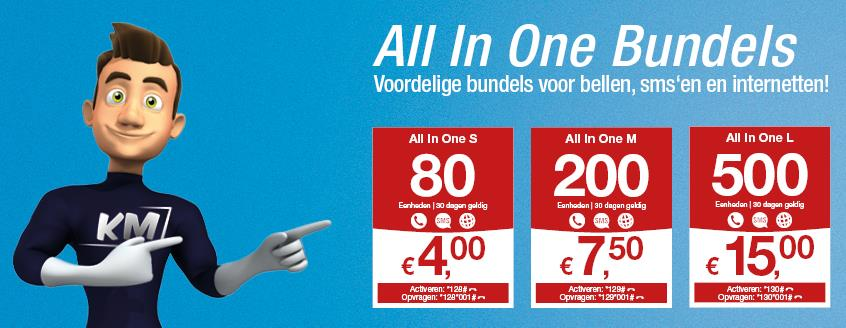 All In One Bundels
Voordelige bundels voor bellen, sms‘en en internetten!
KM
All In One S
80
Eenheden | 30 dagen geldig
SMS
€ 4,00
Activeren: *128#
Opvragen: *128*001#
All In One M
200
Eenheden | 30 dagen geldig
SMS
€ 7,50
Activeren: *129#
Opvragen: *129*001#
All In One L
500
Eenheden | 30 dagen geldig
SMS
€ 15,00
Activeren: *130#
Opvragen: *130*001#